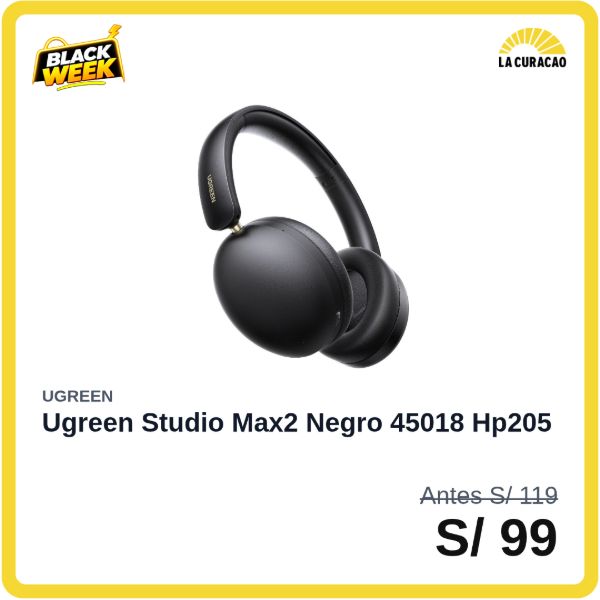 BLACK
WEEK
LA CURACAO
UGREEN
UGREEN
Ugreen Studio Max2 Negro 45018 Hp205
Antes S/ 119
S/ 99